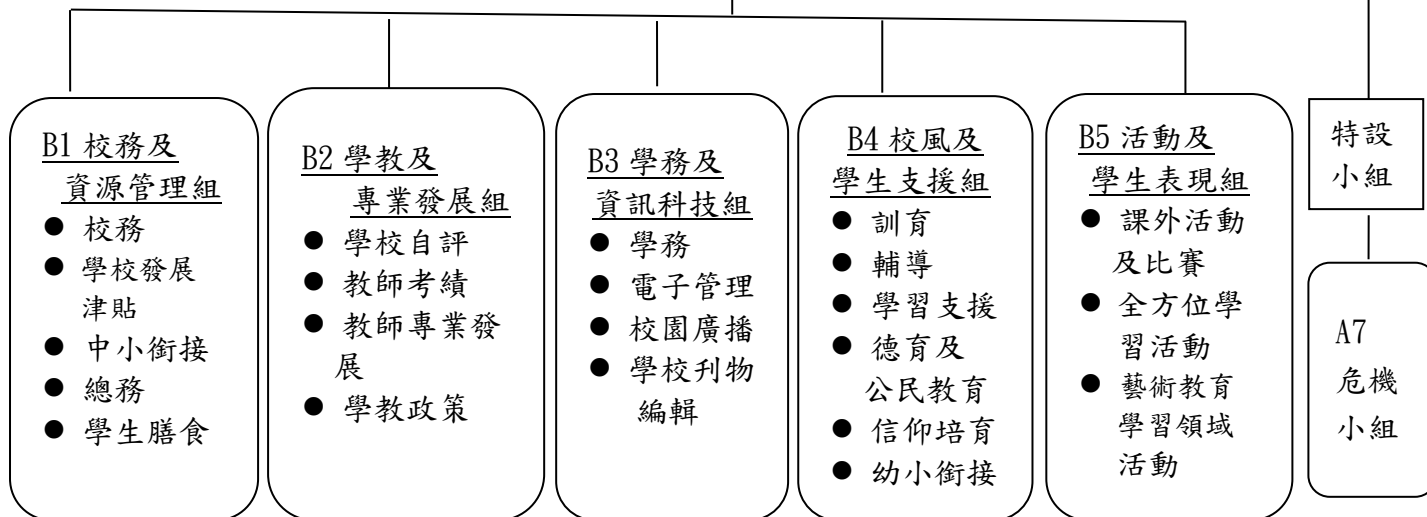 B1 校務及
資源管理組
● 校務
● 學校發展
津貼
● 中小銜接
● 總務
● 學生膳食
B2 學教及
專業發展組
● 學校自評
● 教師考績
● 教師專業發
展
● 學教政策
B3 學務及
資訊科技組
● 學務
● 電子管理
● 校園廣播
● 學校刊物
編輯
B4 校風及
學生支援組
● 訓育
● 輔導
● 學習支援
● 德育及
公民教育
● 信仰培育
● 幼小銜接
B5 活動及
學生表現組
● 課外活動
及比賽
● 全方位學
習活動
● 藝術教育
學習領域
活動
特設
小組
A7
危機
小組